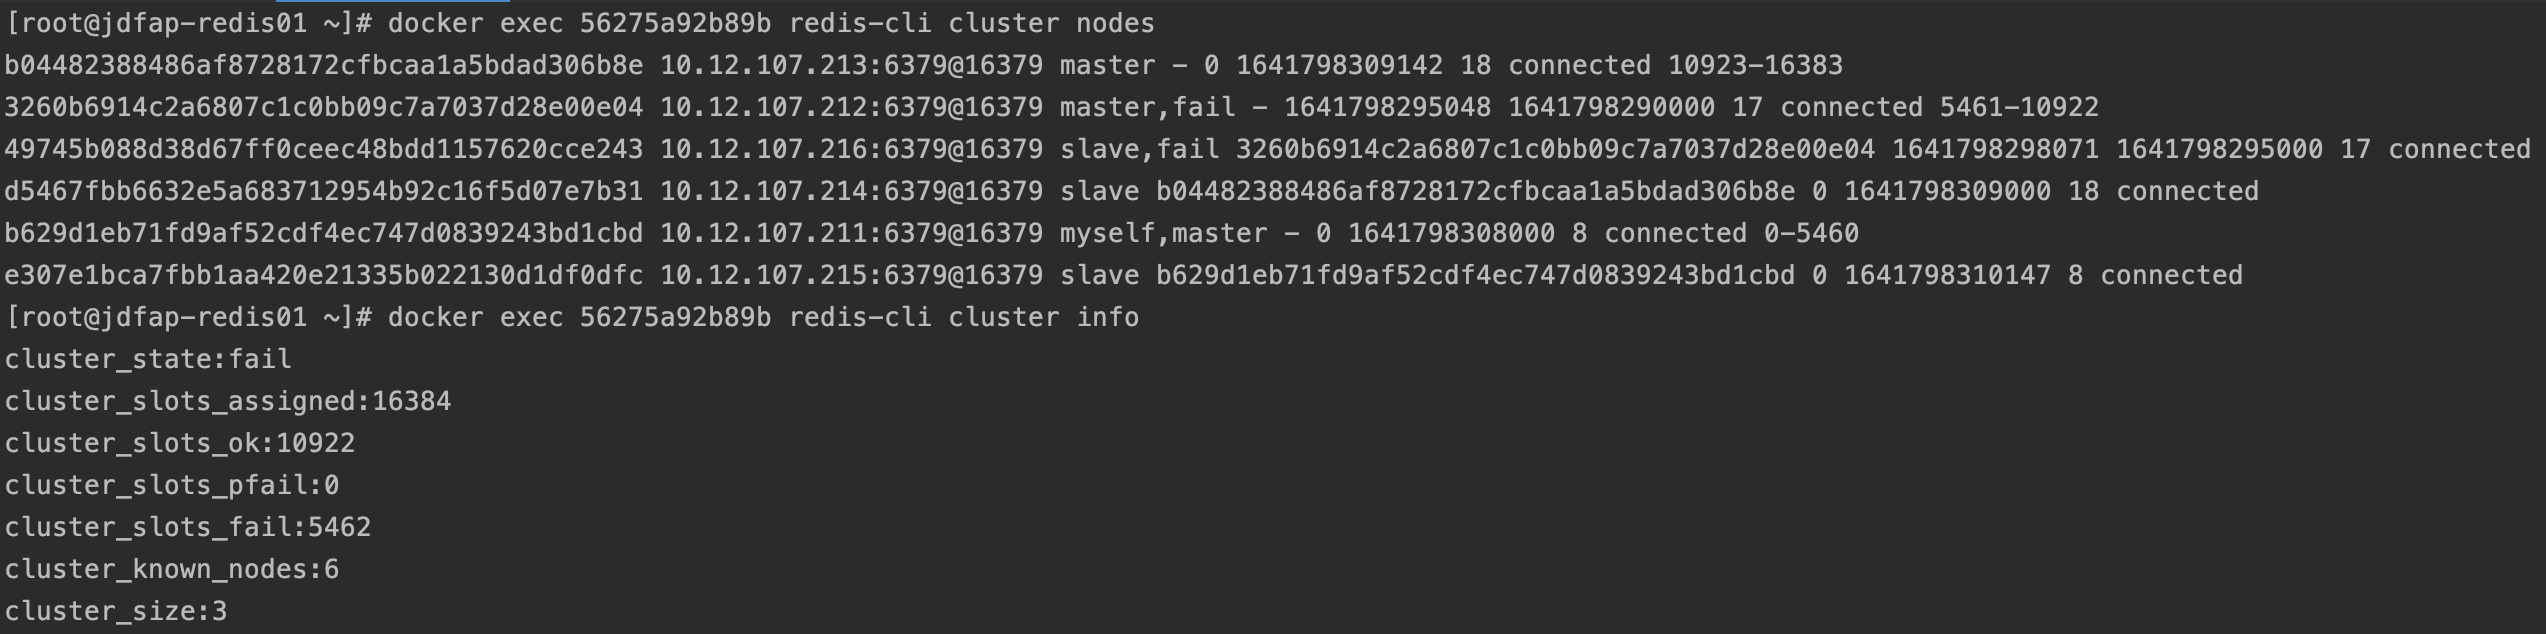 [root@jdfap-redis01 ~]# docker exec 56275a92b89b redis-cli cluster nodes
b04482388486af8728172cfbcaa1a5bdad306b8e 10.12.107.213:6379@16379 master - 0 1641798309142 18 connected 10923-16383
3260b6914c2a6807c1c0bb09c7a7037d28e00e04 10.12.107.212:6379@16379 master,fail - 1641798295048 1641798290000 17 connected 5461-10922
49745b088d38d67ff0ceec48bdd1157620cce243 10.12.107.216:6379@16379 slave,fail 3260b6914c2a6807c1c0bb09c7a7037d28e00e04 1641798298071 1641798295000 17 connected
d5467fbb6632e5a683712954b92c16f5d07e7b31 10.12.107.214:6379@16379 slave b04482388486af8728172cfbcaa1a5bdad306b8e 0 1641798309000 18 connected
b629d1eb71fd9af52cdf4ec747d0839243bd1cbd 10.12.107.211:6379@16379 myself,master - 0 1641798308000 8 connected 0-5460
e307e1bca7fbb1aa420e21335b022130d1df0dfc 10.12.107.215:6379@16379 slave b629d1eb71fd9af52cdf4ec747d0839243bd1cbd 0 1641798310147 8 connected
[root@jdfap-redis01 ~]# docker exec 56275a92b89b redis-cli cluster info
cluster_state:fail
cluster_slots_assigned:16384
cluster_slots_ok:10922
cluster_slots_pfail:0
cluster_slots_fail:5462
cluster_known_nodes:6
cluster_size:3